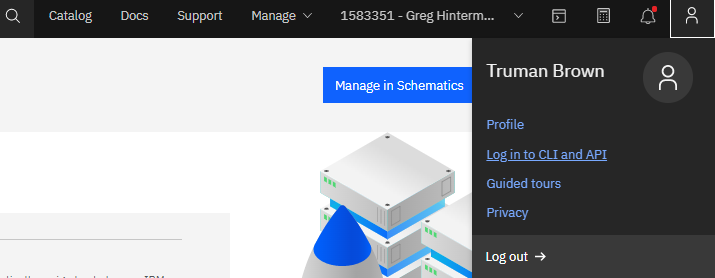 Catalog Docs Support Manage 1583351 - Greg Hinterm...
Manage in Schematics
Truman Brown
Profile
Log in to CLI and API
Guided tours
Privacy
Log out →